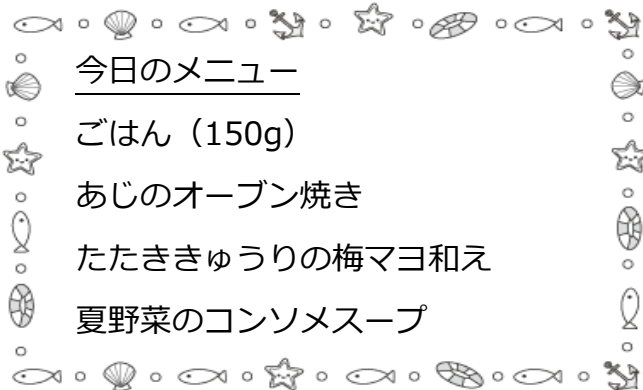 今日のメニュー
ごはん（150g）
あじのオーブン焼き
たたききゅうりの梅マヨ和え
夏野菜のコンソメスープ